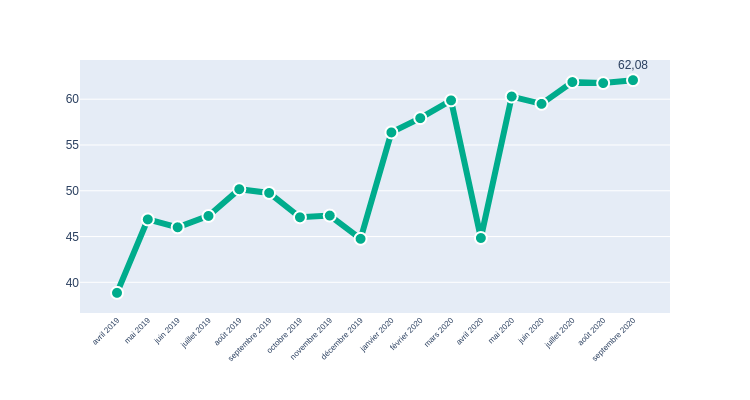 62,08
60
55
50
45
40
avril 2019
mai 2019
juin 2019
juillet 2019
août 2019
septembre 2019
octobre 2019
novembre 2019
décembre 2019
janvier 2020
février 2020
mars 2020
avril 2020
mai 2020
juin 2020
juillet 2020
août 2020
septembre 2020